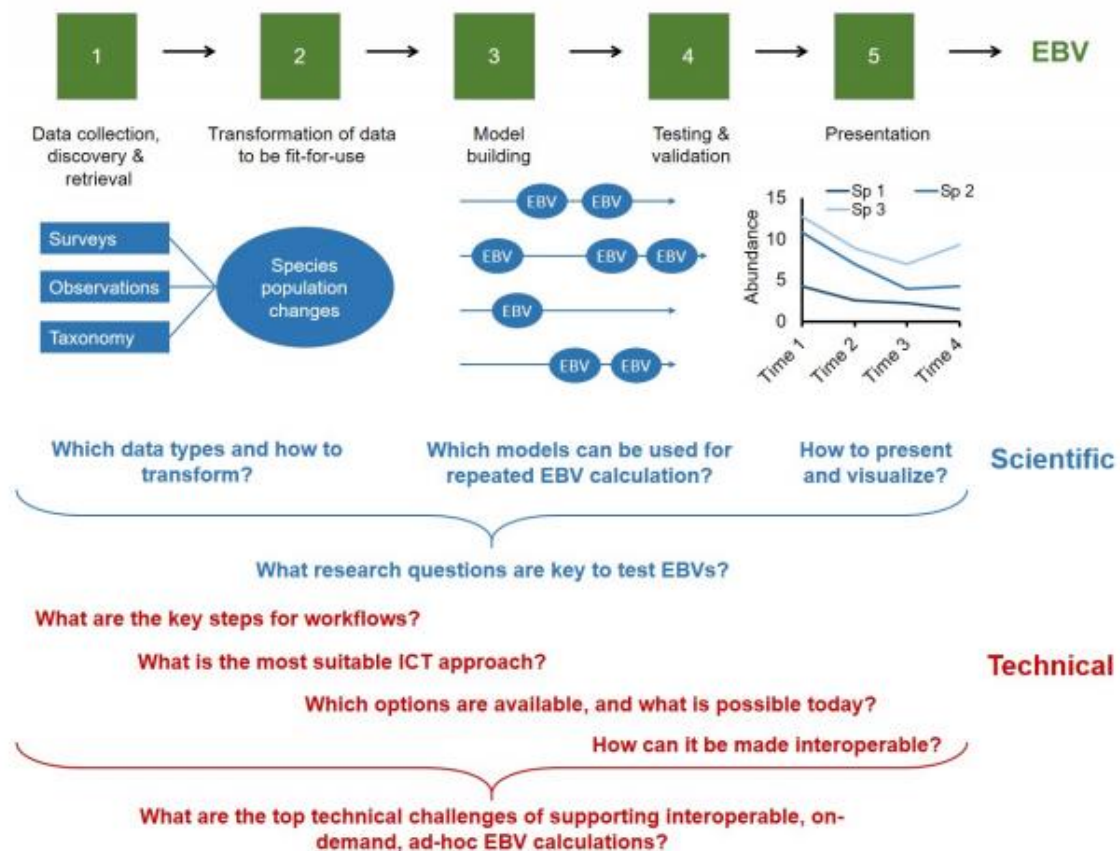 1
2
3
4
5
EBV
Data collection,
discovery &
retrieval
Transformation of data
to be fit-for-use
Model
building
Testing &
validation
Presentation
Surveys
Observations
Taxonomy
Species
population
changes
EBV
EBV
EBV
EBV
EBV
EBV
EBV
EBV
Sp 1
Sp 2
Sp 3
Abundance
15
10
5
0
Time 1
Time 2
Time 3
Time 4
Which data types and how to
transform?
Which models can be used for
repeated EBV calculation?
How to present
and visualize?
Scientific
What research questions are key to test EBVs?
What are the key steps for workflows?
What is the most suitable ICT approach?
Technical
Which options are available, and what is possible today?
How can it be made interoperable?
What are the top technical challenges of supporting interoperable, on-
demand, ad-hoc EBV calculations?